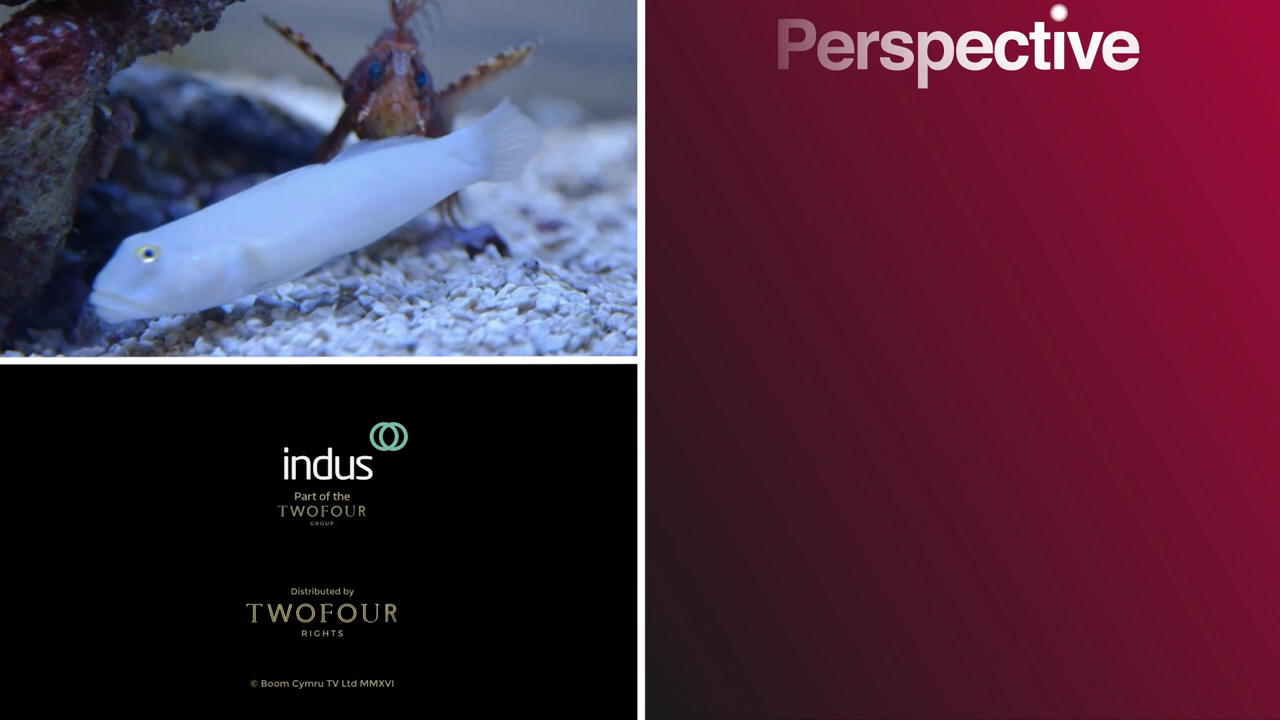 Perspective
indus
Part of the
TWOFOUR
GROUP
Distributed by
TWOFOUR
RIGHTS
© Boom Cymru TV Ltd MMXVI